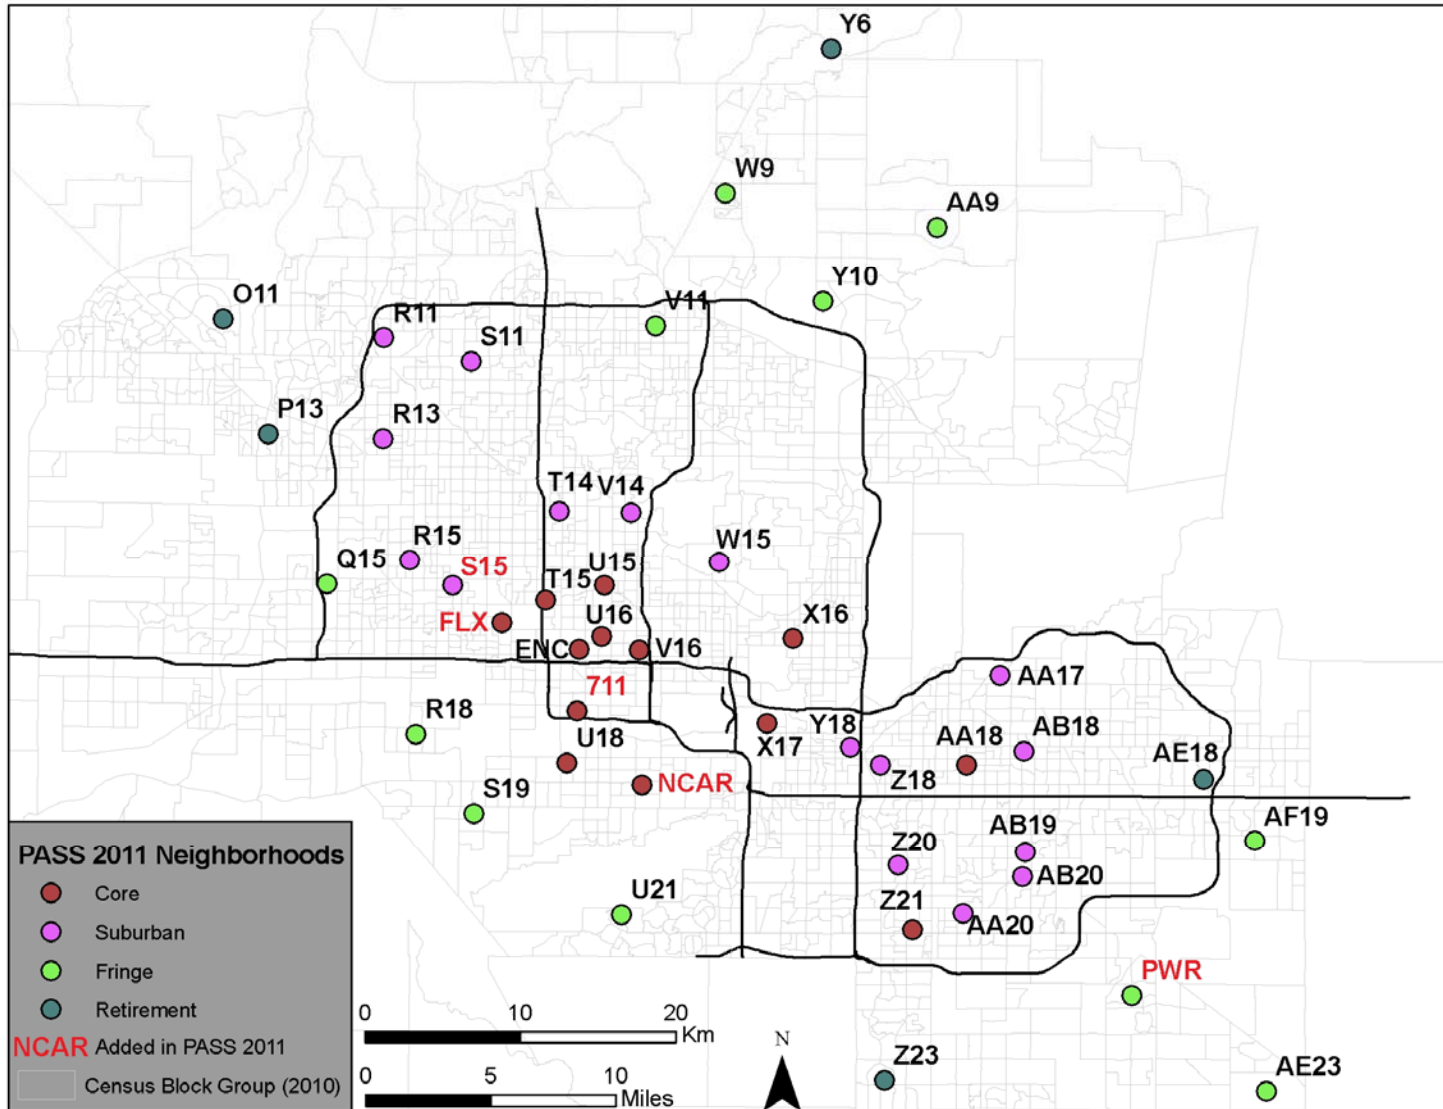 Y6
W9
AA9
Y10
O11
V11
R11
S11
P13
R13
T14
V14
W15
R15
Q15
S15
U15
T15
U16
FLX
X16
ENC
V16
AA17
711
R18
U18
Y18
X17
AA18
AB18
AE18
Z18
NCAR
S19
AF19
AB19
Z20
AB20
U21
Z21
AA20
PWR
Z23
AE23
PASS 2011 Neighborhoods
Core
Suburban
Fringe
Retirement
NCAR Added in PASS 2011
Census Block Group (2010)
0 10 20
Km
0 5 10
Miles
N